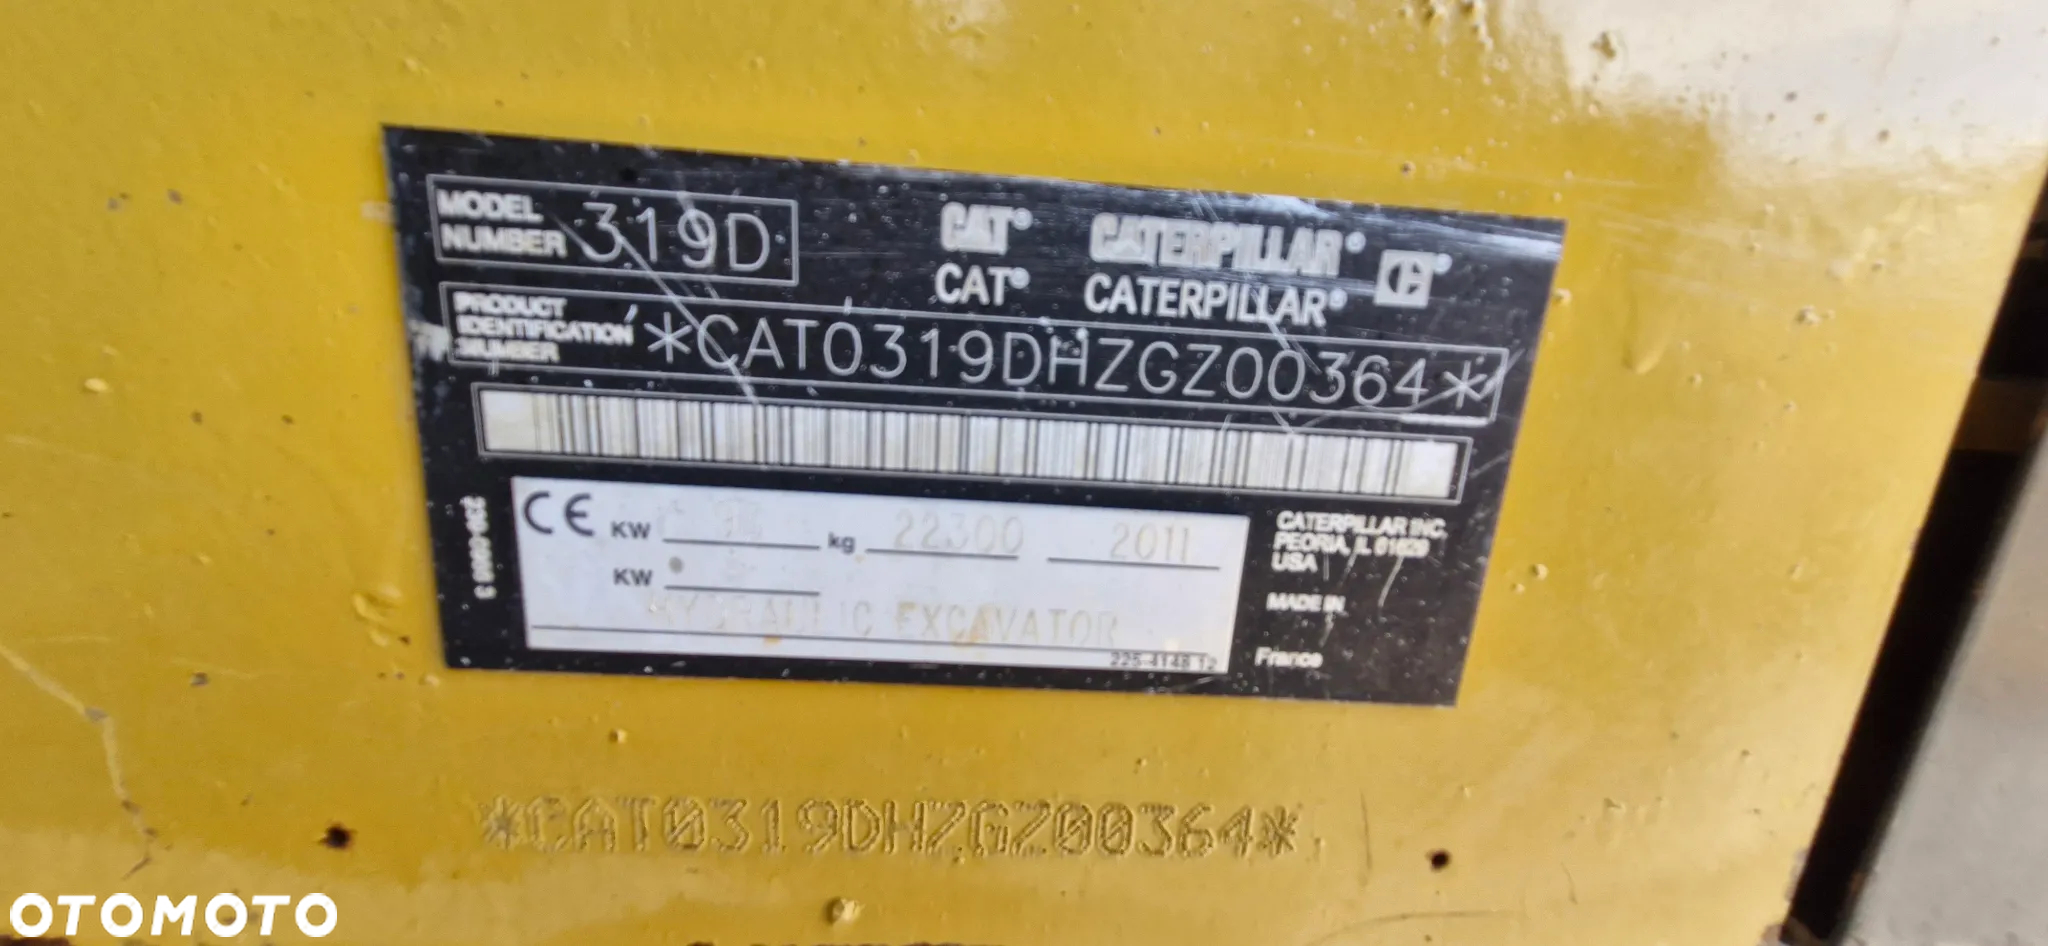 MODEL NUMBER 319D
CAT® CATERPILLAR®
CAT® CATERPILLAR®
PRODUCT IDENTIFICATION NUMBER *CAT0319DHZGZ00364*
CE KW kg 22300 2011
KW
HYDRAULIC EXCAVATOR
225-4148 12
CATERPILLAR INC.
PEORIA, IL 61629
USA
MADE IN
France
*CAT0319DHZGZ00364*
OTOMOTO